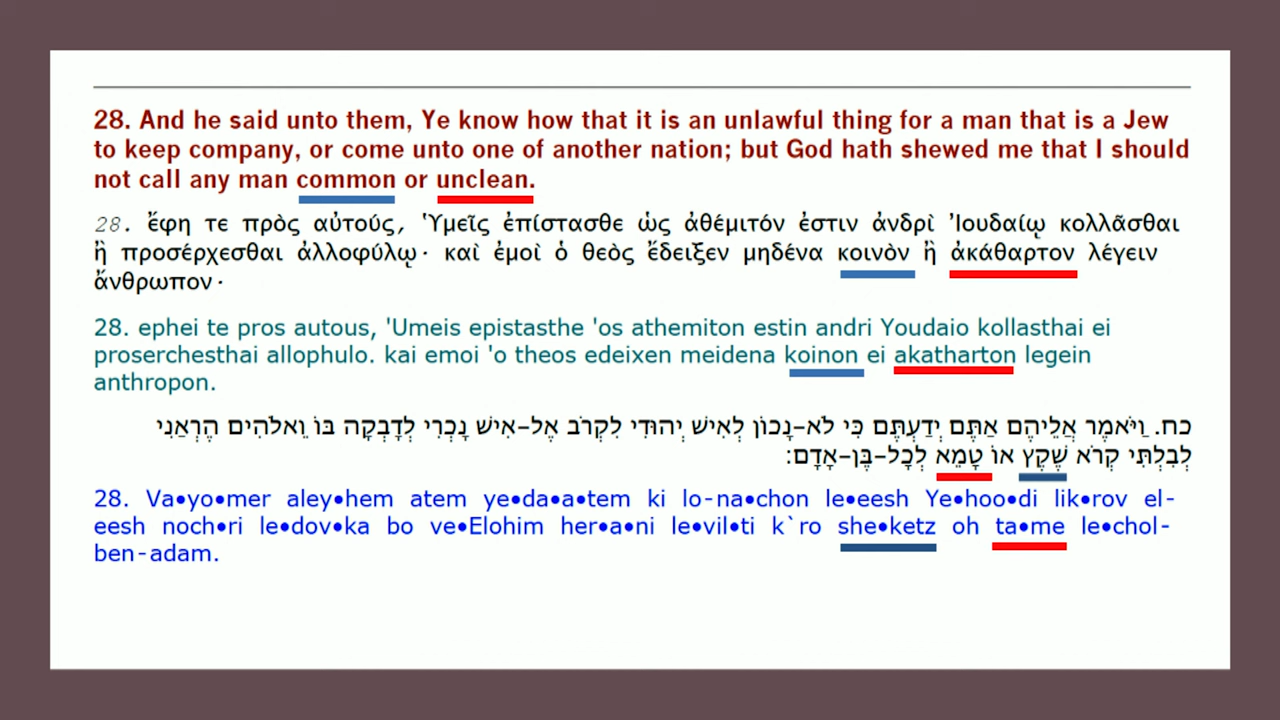 28. And he said unto them, Ye know how that it is an unlawful thing for a man that is a Jew
to keep company, or come unto one of another nation; but God hath shewed me that I should
not call any man common or unclean.
28. ἔφη τε πρὸς αὐτούς, Ὑμεῖς ἐπίστασθε ὡς ἀθέμιτόν ἐστιν ἀνδρὶ Ἰουδαίῳ κολλᾶσθαι
ἢ προσέρχεσθαι ἀλλοφύλῳ· καὶ ἐμοὶ ὁ θεὸς ἔδειξεν μηδένα κοινὸν ἢ ἀκάθαρτον λέγειν
ἄνθρωπον·
28. ephei te pros autous, 'Umeis epistasthe 'os athemiton estin andri Youdaio kollasthai ei
proserchesthai allophulo. kai emoi 'o theos edeixen meidena koinon ei akatharton legein
anthropon.
כח. וַיֹּאמֶר אֲלֵיהֶם אַתֶּם יְדַעְתֶּם כִּי לֹא–נָכוֹן לְאִישׁ יְהוּדִי לִקְרֹב אֶל–אִישׁ נָכְרִי לְדָבְקָה בּוֹ וֵאלֹהִים הֶרְאַנִי
לְבִלְתִּי קְרֹא שֶׁקֶץ אוֹ טָמֵא לְכָל–בֶּן–אָדָם:
28. Va•yo•mer aley•hem atem ye•da•a•tem ki lo-na•chon le•eesh Ye•hoo•di lik•rov el-
eesh noch•ri le•dov•ka bo ve•Elohim her•a•ni le•vil•ti k`ro she•ketz oh ta•me le•chol-
ben-adam.